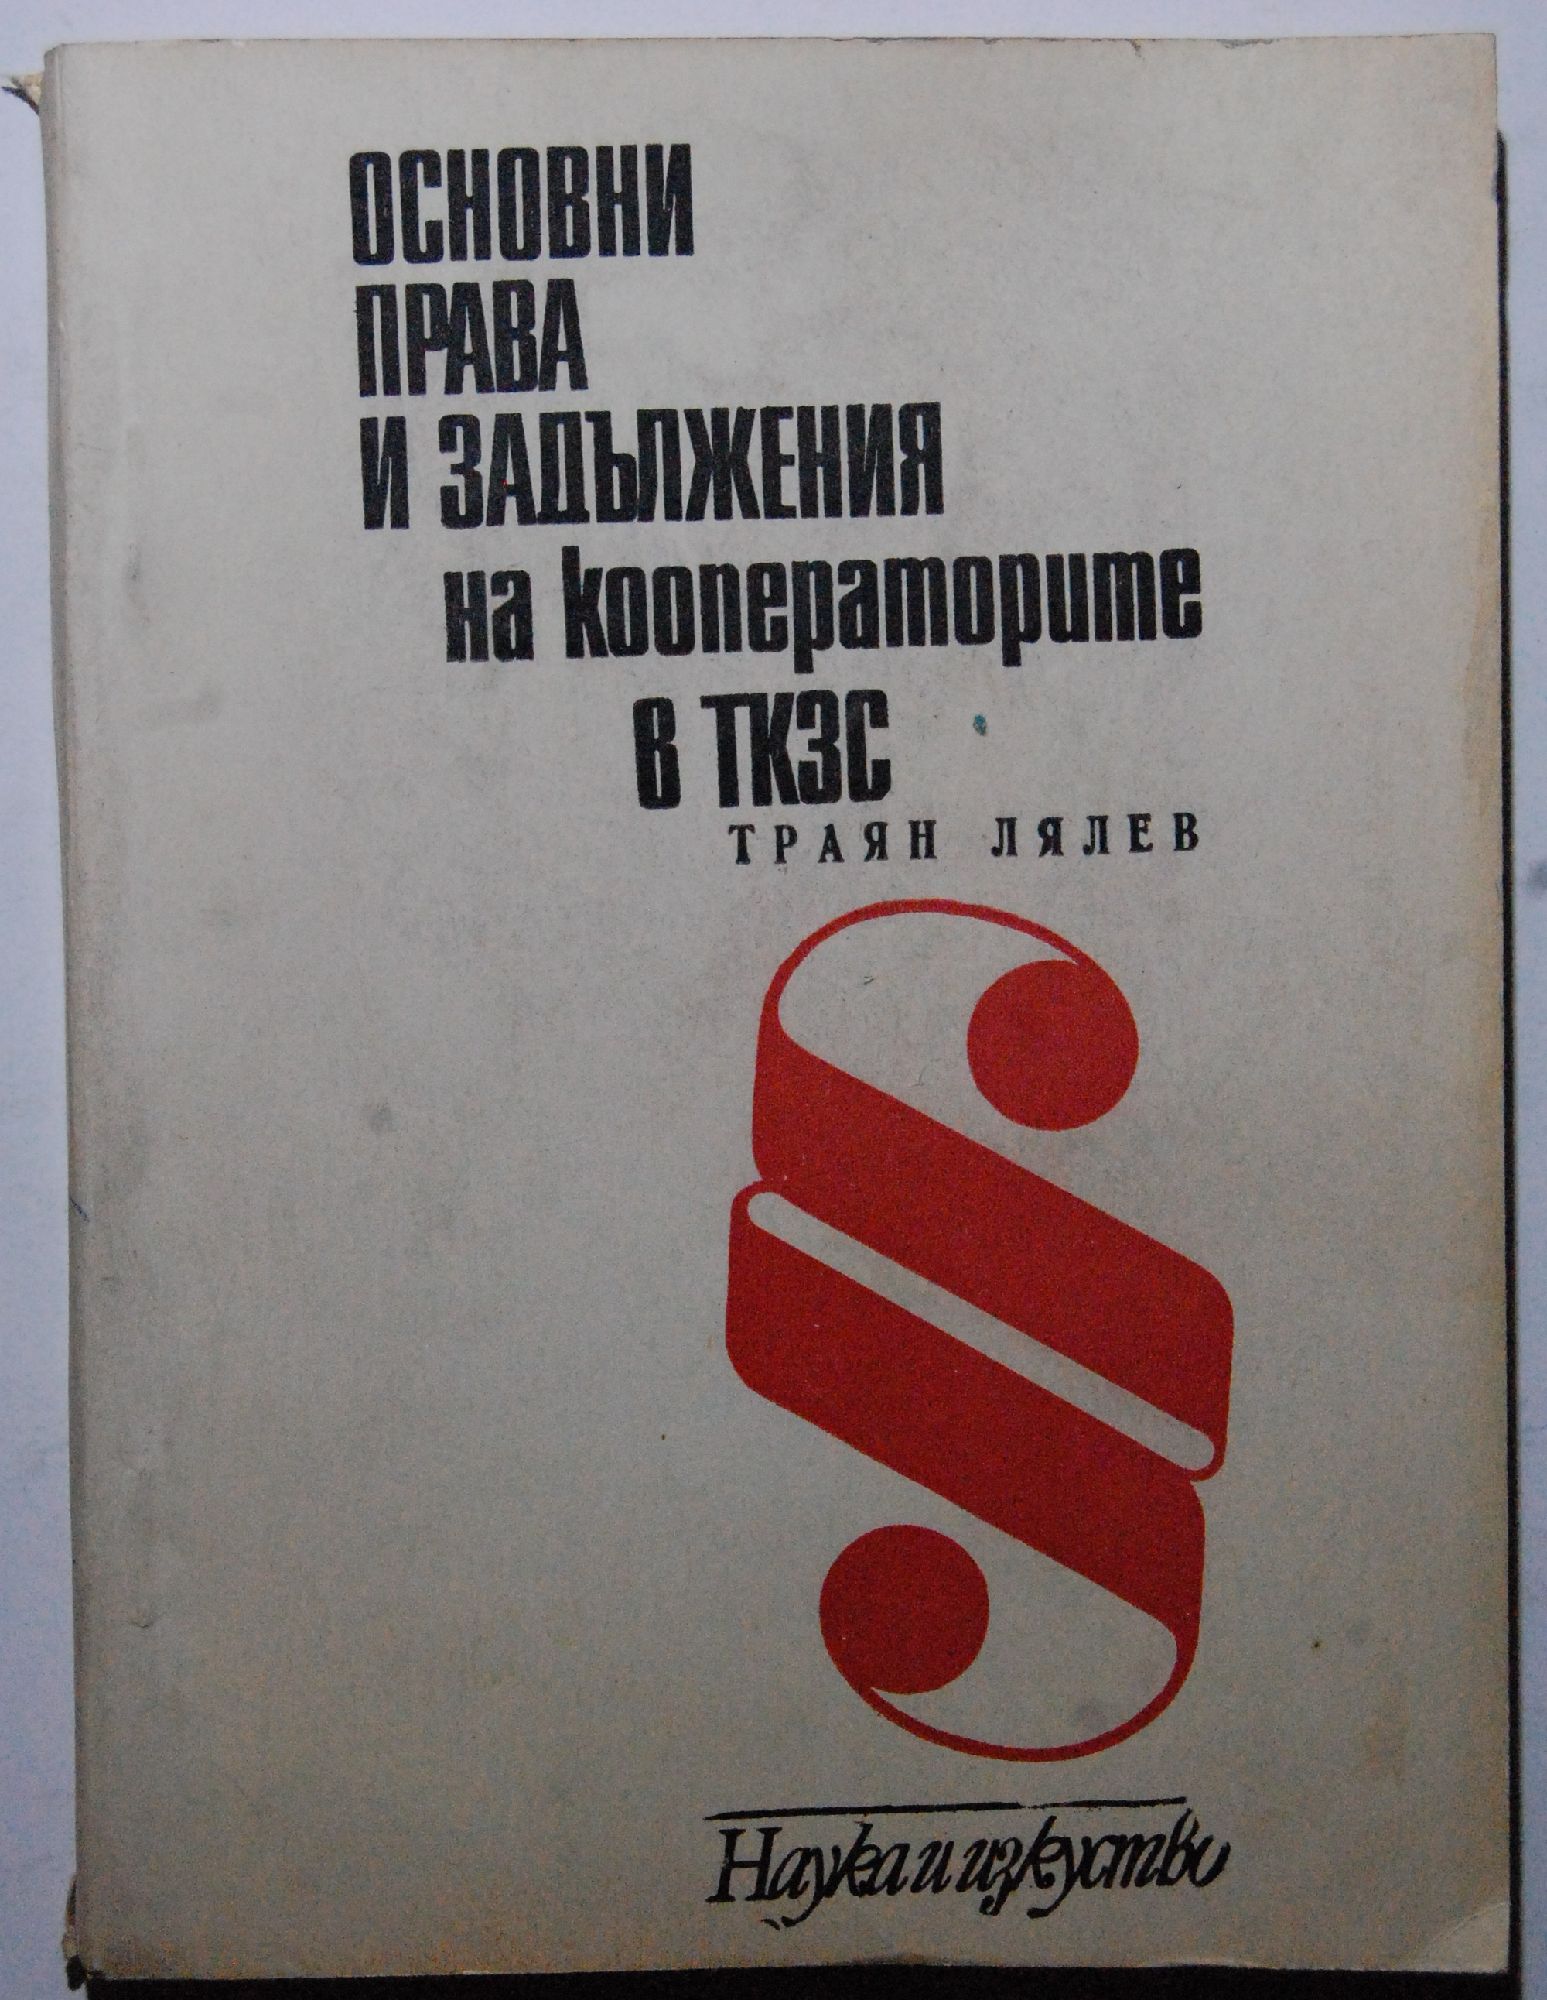 ОСНОВНИ
ПРАВА
И ЗАДЪЛЖЕНИЯ
на кооператорите
в ТКЗС
ТРАЯН ЛЯЛЕВ
§
Наука и изкуство